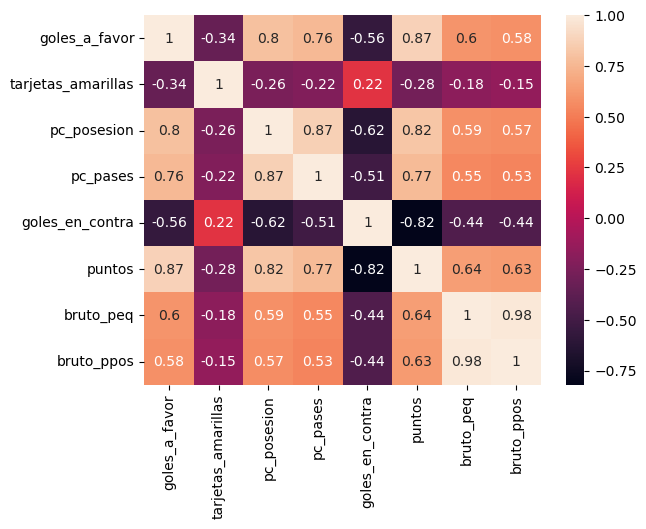 goles_a_favor 1 -0.34 0.8 0.76 -0.56 0.87 0.6 0.58
tarjetas_amarillas -0.34 1 -0.26 -0.22 0.22 -0.28 -0.18 -0.15
pc_posesion 0.8 -0.26 1 0.87 -0.62 0.82 0.59 0.57
pc_pases 0.76 -0.22 0.87 1 -0.51 0.77 0.55 0.53
goles_en_contra -0.56 0.22 -0.62 -0.51 1 -0.82 -0.44 -0.44
puntos 0.87 -0.28 0.82 0.77 -0.82 1 0.64 0.63
bruto_peq 0.6 -0.18 0.59 0.55 -0.44 0.64 1 0.98
bruto_ppos 0.58 -0.15 0.57 0.53 -0.44 0.63 0.98 1
goles_a_favor
tarjetas_amarillas
pc_posesion
pc_pases
goles_en_contra
puntos
bruto_peq
bruto_ppos
1.00
0.75
0.50
0.25
0.00
−0.25
−0.50
−0.75